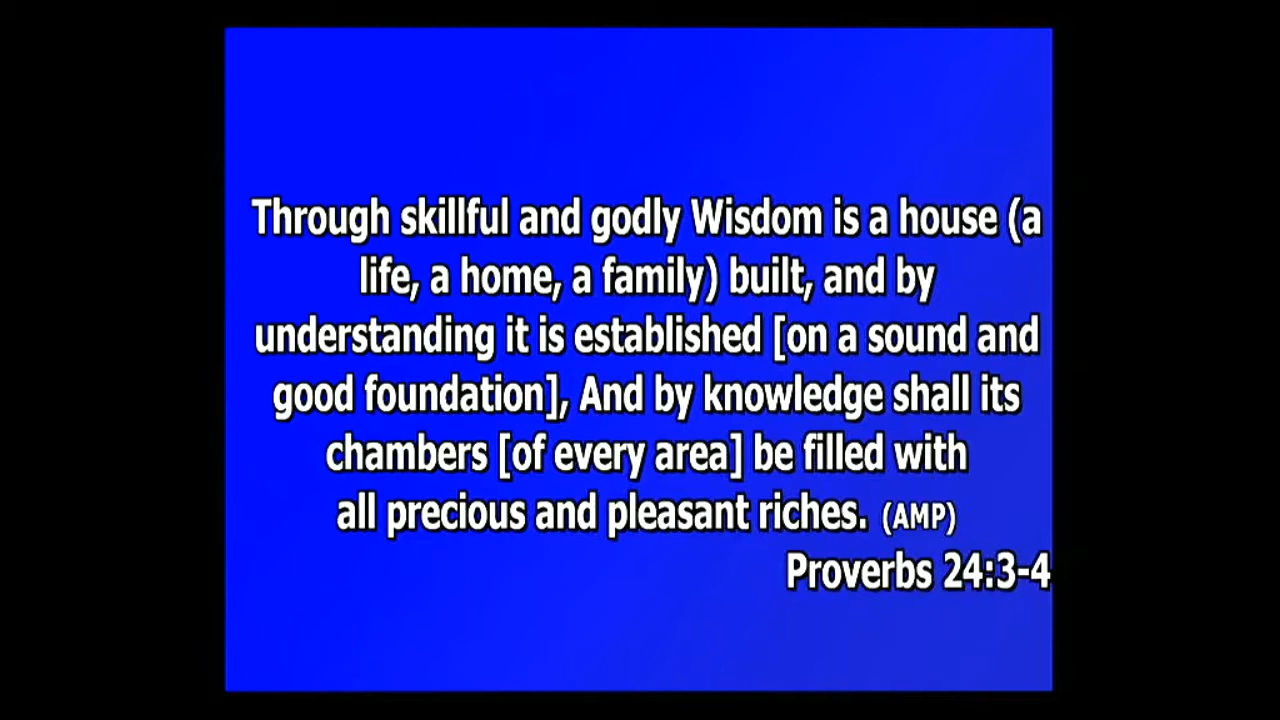 Through skillful and godly Wisdom is a house (a
life, a home, a family) built, and by
understanding it is established [on a sound and
good foundation], And by knowledge shall its
chambers [of every area] be filled with
all precious and pleasant riches. (AMP)
Proverbs 24:3-4